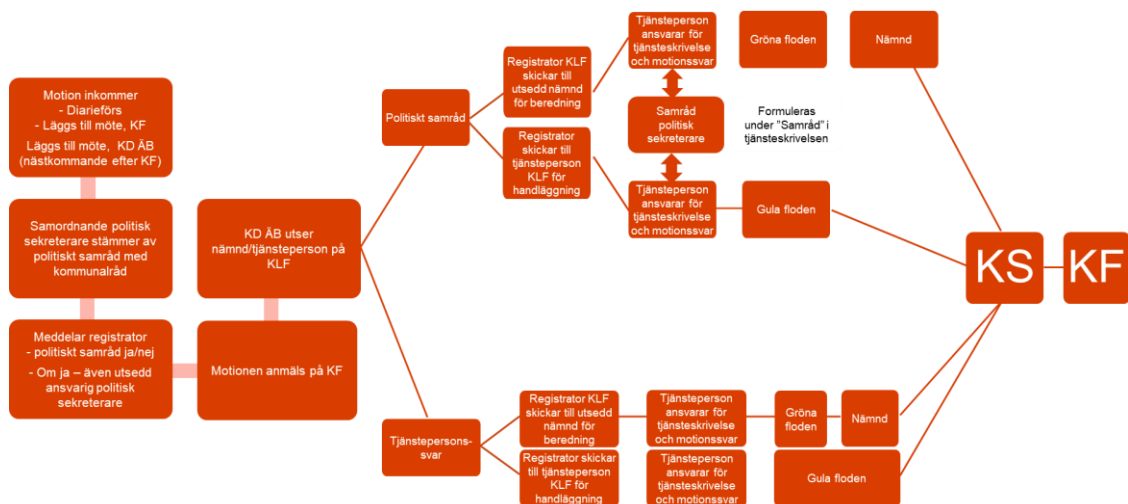 Motion inkommer
- Diarieförs
- Läggs till möte, KF
Läggs till möte, KD ÄB
(nästkommande efter KF)
Samordnande politisk
sekreterare stämmer av
politiskt samråd med
kommunalråd
Meddelar registrator
- politiskt samråd ja/nej
- Om ja – även utsedd
ansvarig politisk
sekreterare
Motionen anmäls på KF
KD ÄB utser
nämnd/tjänsteperson på
KLF
Politiskt samråd
Registrator KLF
skickar till
utsedd nämnd
för beredning
Tjänsteperson
ansvarar för
tjänsteskrivelse
och motionssvar
Gröna floden
Nämnd
Samråd
politisk
sekreterare
Formuleras
under "Samråd" i
tjänsteskrivelsen
Registrator
skickar till
tjänsteperson
KLF för
handläggning
Tjänsteperson
ansvarar för
tjänsteskrivelse
och motionssvar
Gula floden
KS
KF
Tjänstepersons-
svar
Registrator KLF
skickar till utsedd
nämnd för
beredning
Tjänsteperson
ansvarar för
tjänsteskrivelse
och motionssvar
Gröna
floden
Nämnd
Registrator skickar
till tjänsteperson
KLF för
handläggning
Tjänsteperson
ansvarar för
tjänsteskrivelse
och motionssvar
Gula floden